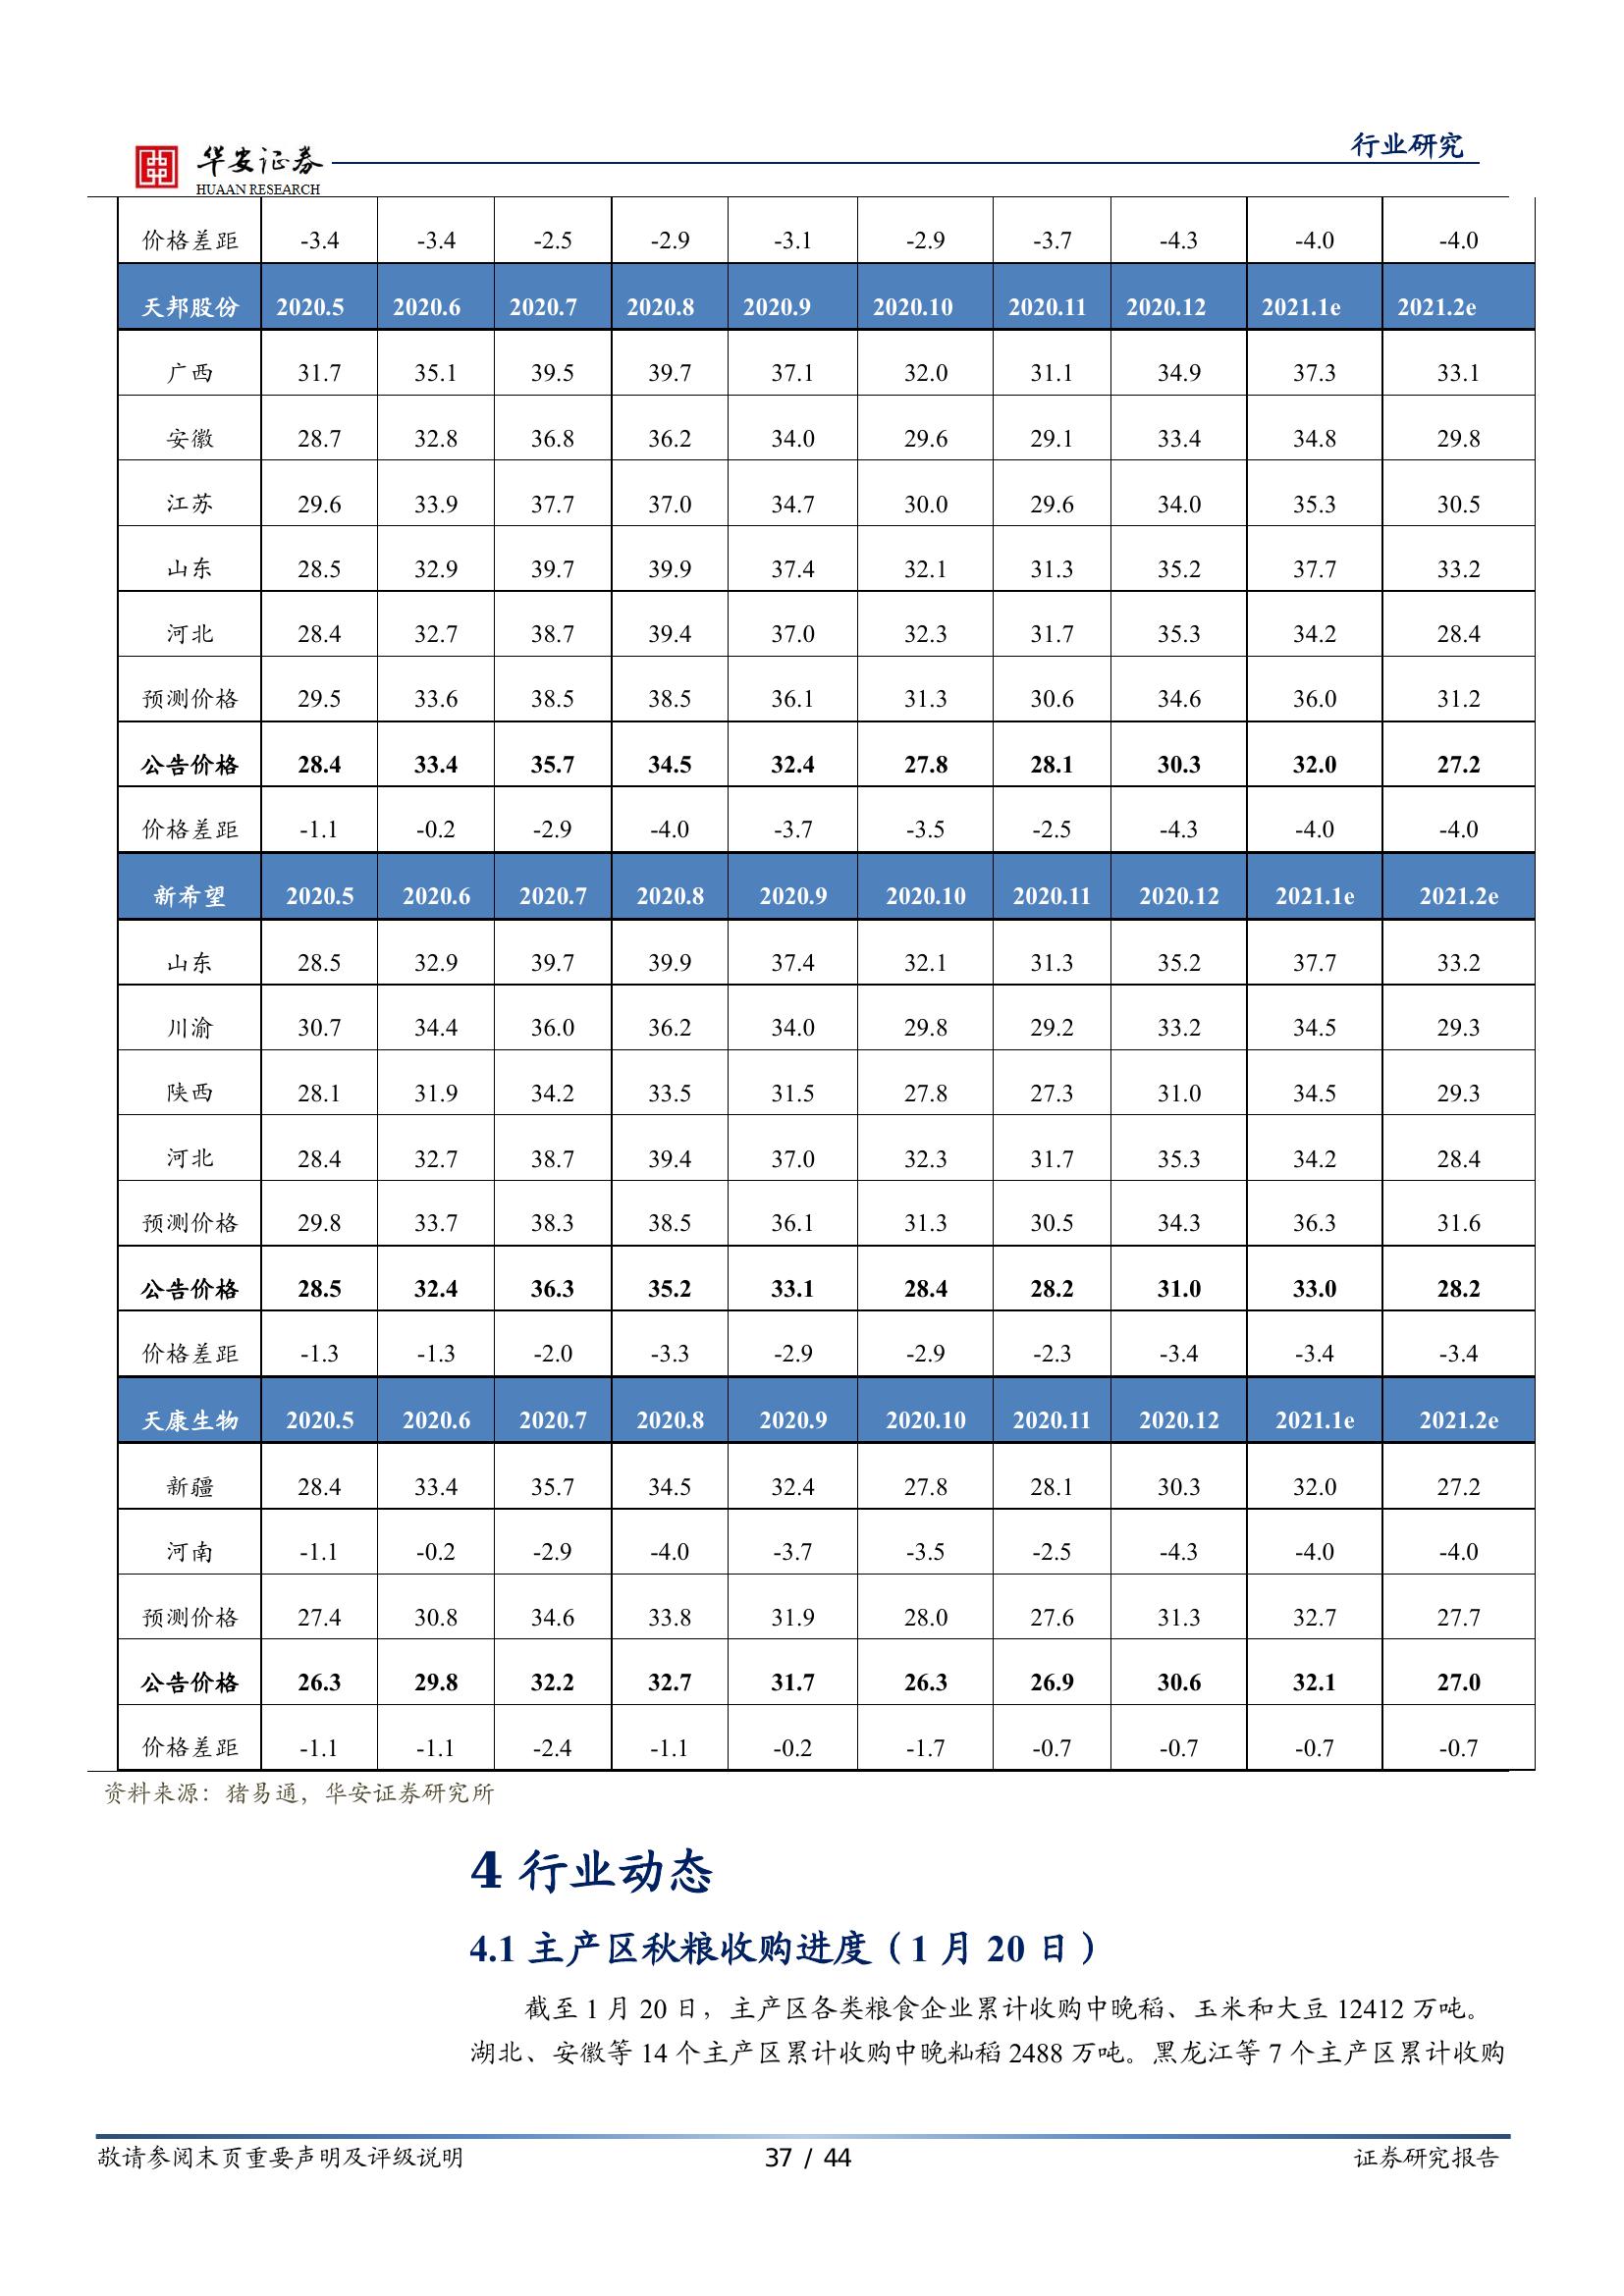 行业研究
华安证券
HUAAN RESEARCH
价格差距 -3.4 -3.4 -2.5 -2.9 -3.1 -2.9 -3.7 -4.3 -4.0 -4.0
天邦股份 2020.5 2020.6 2020.7 2020.8 2020.9 2020.10 2020.11 2020.12 2021.1e 2021.2e
广西 31.7 35.1 39.5 39.7 37.1 32.0 31.1 34.9 37.3 33.1
安徽 28.7 32.8 36.8 36.2 34.0 29.6 29.1 33.4 34.8 29.8
江苏 29.6 33.9 37.7 37.0 34.7 30.0 29.6 34.0 35.3 30.5
山东 28.5 32.9 39.7 39.9 37.4 32.1 31.3 35.2 37.7 33.2
河北 28.4 32.7 38.7 39.4 37.0 32.3 31.7 35.3 34.2 28.4
预测价格 29.5 33.6 38.5 38.5 36.1 31.3 30.6 34.6 36.0 31.2
公告价格 28.4 33.4 35.7 34.5 32.4 27.8 28.1 30.3 32.0 27.2
价格差距 -1.1 -0.2 -2.9 -4.0 -3.7 -3.5 -2.5 -4.3 -4.0 -4.0
新希望 2020.5 2020.6 2020.7 2020.8 2020.9 2020.10 2020.11 2020.12 2021.1e 2021.2e
山东 28.5 32.9 39.7 39.9 37.4 32.1 31.3 35.2 37.7 33.2
川渝 30.7 34.4 36.0 36.2 34.0 29.8 29.2 33.2 34.5 29.3
陕西 28.1 31.9 34.2 33.5 31.5 27.8 27.3 31.0 34.5 29.3
河北 28.4 32.7 38.7 39.4 37.0 32.3 31.7 35.3 34.2 28.4
预测价格 29.8 33.7 38.3 38.5 36.1 31.3 30.5 34.3 36.3 31.6
公告价格 28.5 32.4 36.3 35.2 33.1 28.4 28.2 31.0 33.0 28.2
价格差距 -1.3 -1.3 -2.0 -3.3 -2.9 -2.9 -2.3 -3.4 -3.4 -3.4
天康生物 2020.5 2020.6 2020.7 2020.8 2020.9 2020.10 2020.11 2020.12 2021.1e 2021.2e
新疆 28.4 33.4 35.7 34.5 32.4 27.8 28.1 30.3 32.0 27.2
河南 -1.1 -0.2 -2.9 -4.0 -3.7 -3.5 -2.5 -4.3 -4.0 -4.0
预测价格 27.4 30.8 34.6 33.8 31.9 28.0 27.6 31.3 32.7 27.7
公告价格 26.3 29.8 32.2 32.7 31.7 26.3 26.9 30.6 32.1 27.0
价格差距 -1.1 -1.1 -2.4 -1.1 -0.2 -1.7 -0.7 -0.7 -0.7 -0.7
资料来源：猪易通，华安证券研究所
4 行业动态
4.1 主产区秋粮收购进度（1 月 20 日）
截至 1 月 20 日，主产区各类粮食企业累计收购中晚稻、玉米和大豆 12412 万吨。
湖北、安徽等 14 个主产区累计收购中晚籼稻 2488 万吨。黑龙江等 7 个主产区累计收购
敬请参阅末页重要声明及评级说明 37 / 44 证券研究报告